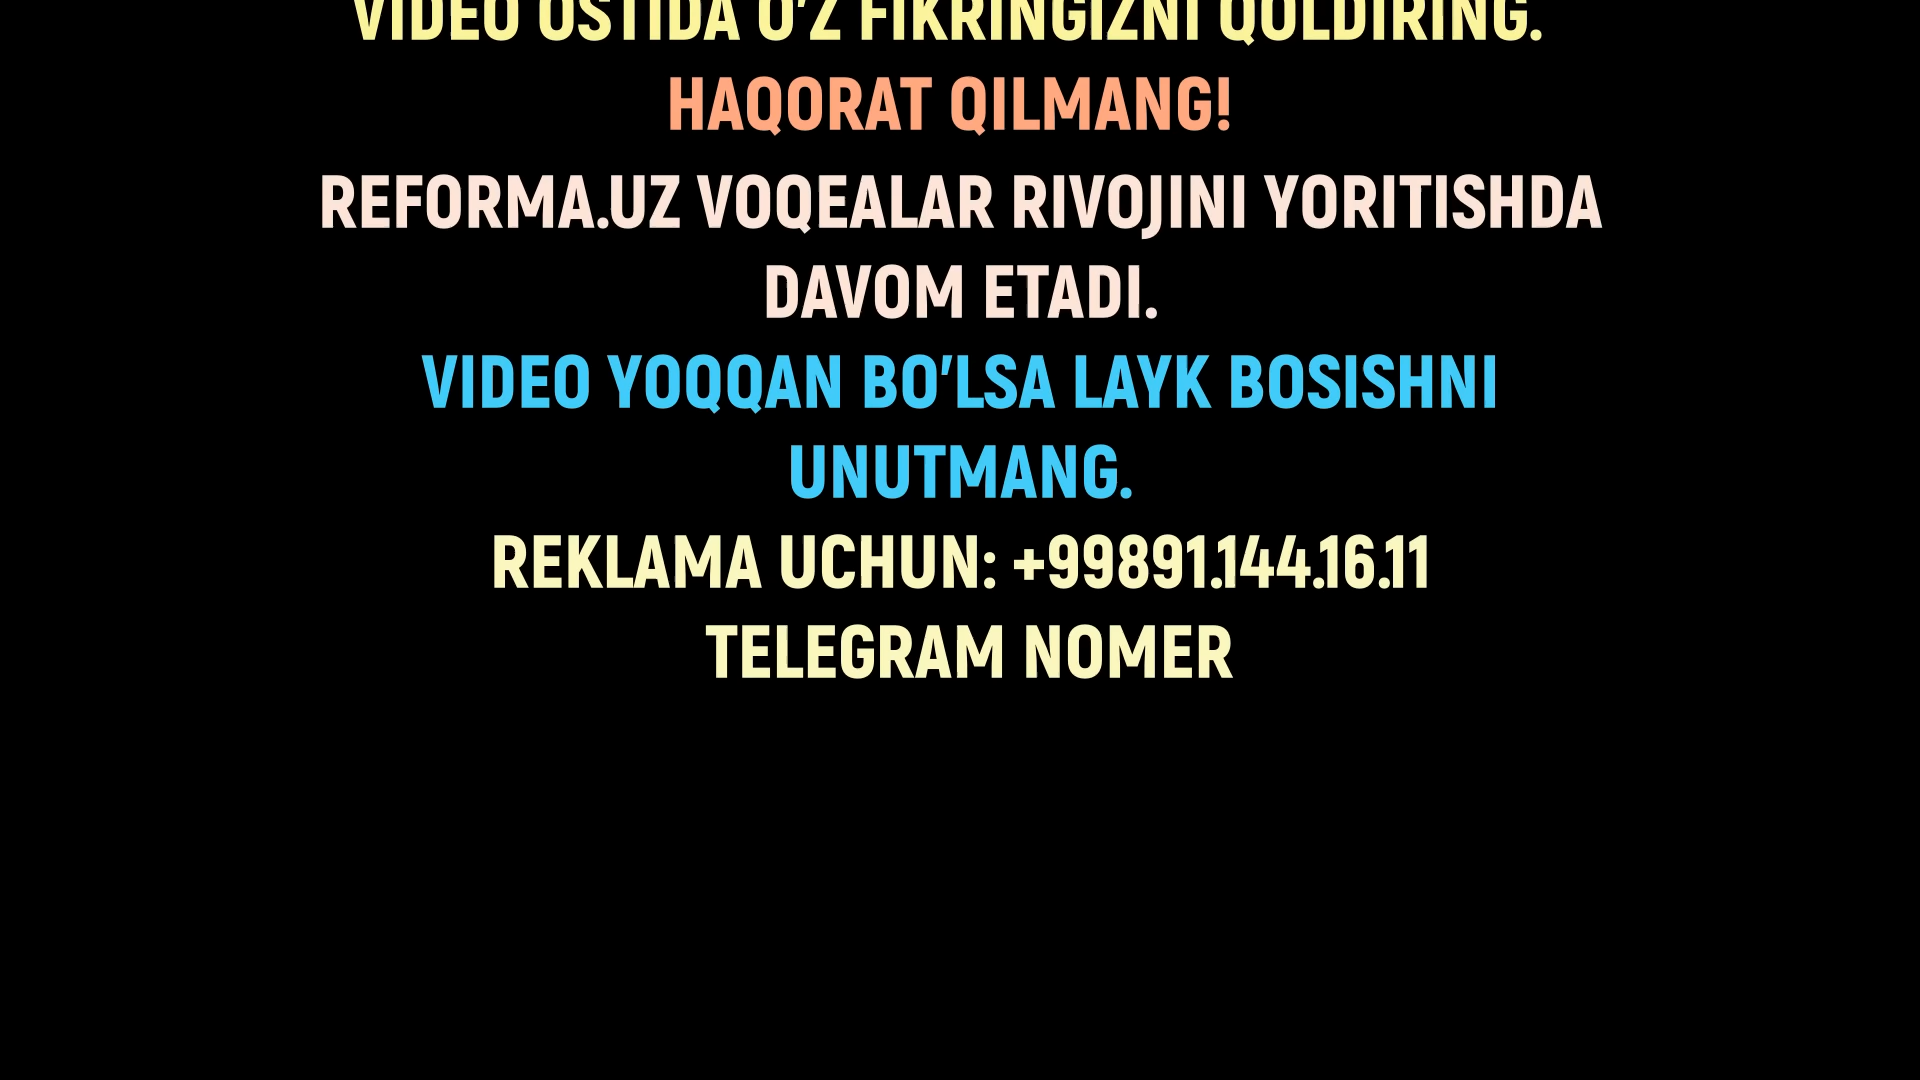 VIDEO OSTIDA O'Z FIKRINGIZNI QOLDIRING.
HAQORAT QILMANG!
REFORMA.UZ VOQEALAR RIVOJINI YORITISHDA
DAVOM ETADI.
VIDEO YOQQAN BO'LSA LAYK BOSISHNI
UNUTMANG.
REKLAMA UCHUN: +99891.144.16.11
TELEGRAM NOMER